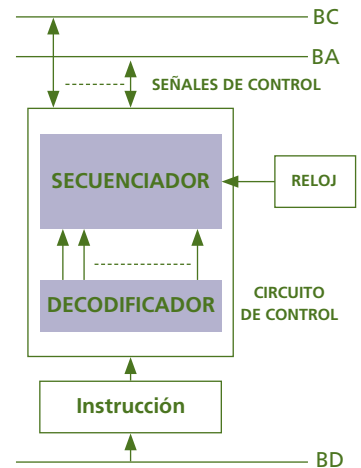 BC
BA
SEÑALES DE CONTROL
SECUENCIADOR
RELOJ
DECODIFICADOR
CIRCUITO
DE CONTROL
Instrucción
BD